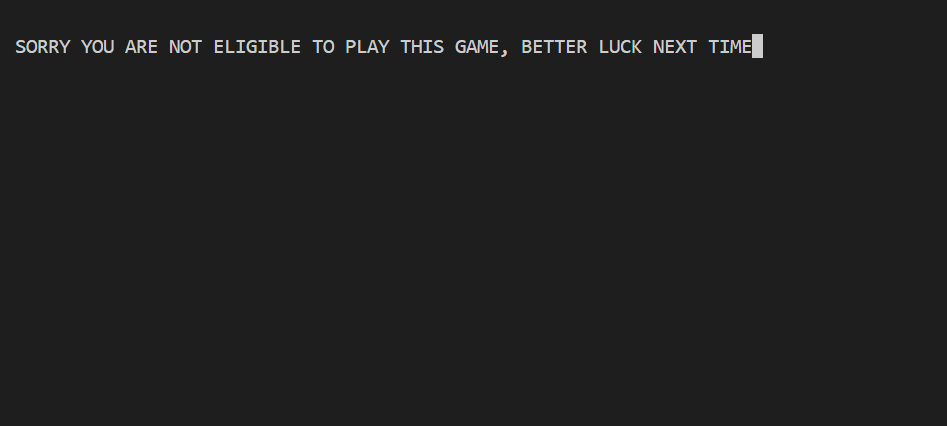 SORRY YOU ARE NOT ELIGIBLE TO PLAY THIS GAME, BETTER LUCK NEXT TIME